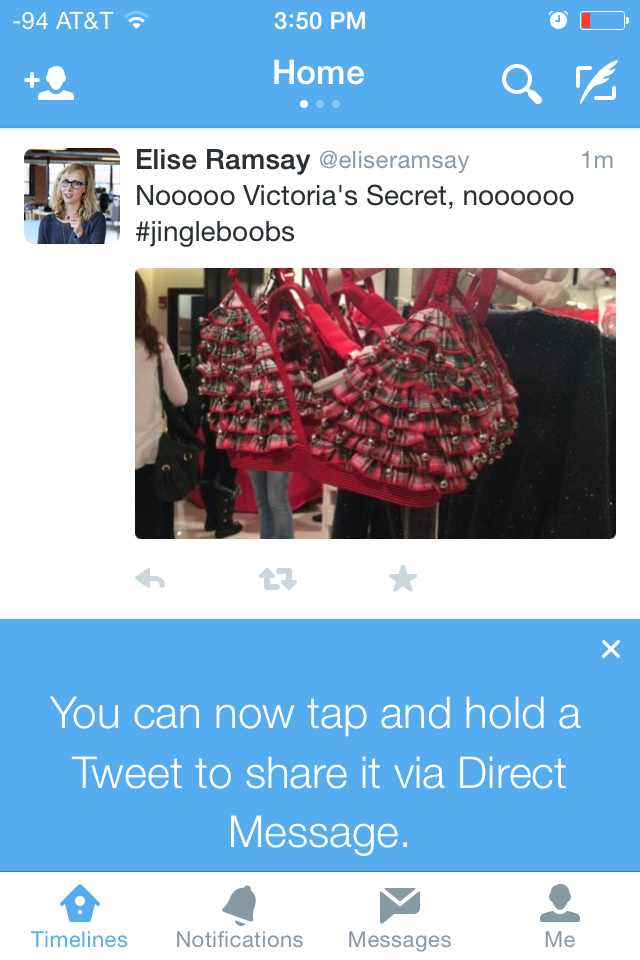 -94 AT&T 3:50 PM
Home
Elise Ramsay @eliseramsay 1m
Nooooo Victoria's Secret, noooooo
#jingleboobs
You can now tap and hold a
Tweet to share it via Direct
Message.
Timelines Notifications Messages Me